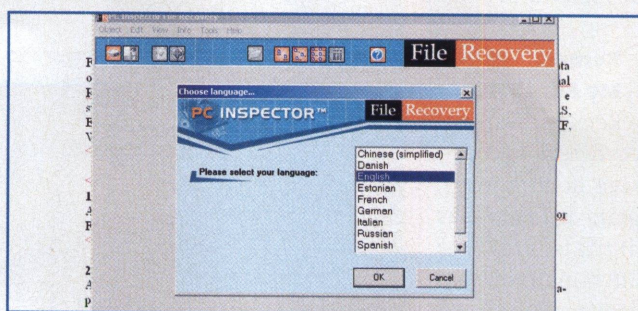 PC Inspector File Recovery
Object Edit View Info Tools Help
File Recovery
Choose language...
PC INSPECTOR™ File Recovery
Please select your language:
Chinese (simplified)
Danish
English
Estonian
French
German
Italian
Russian
Spanish
OK Cancel